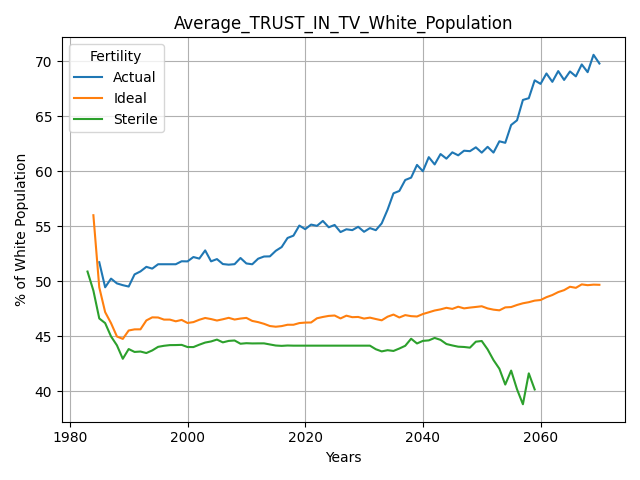 Average_TRUST_IN_TV_White_Population
Fertility
Actual
Ideal
Sterile
% of White Population
70
65
60
55
50
45
40
1980 2000 2020 2040 2060
Years